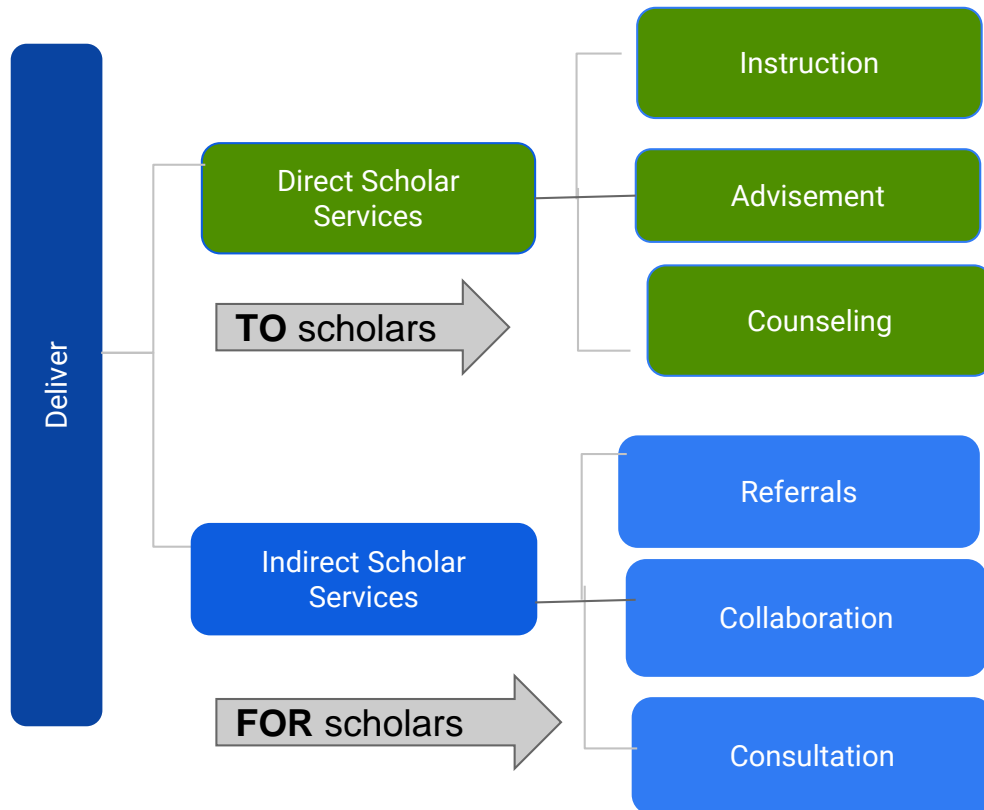 Deliver
Direct Scholar
Services
TO scholars
Instruction
Advisement
Counseling
Indirect Scholar
Services
FOR scholars
Referrals
Collaboration
Consultation